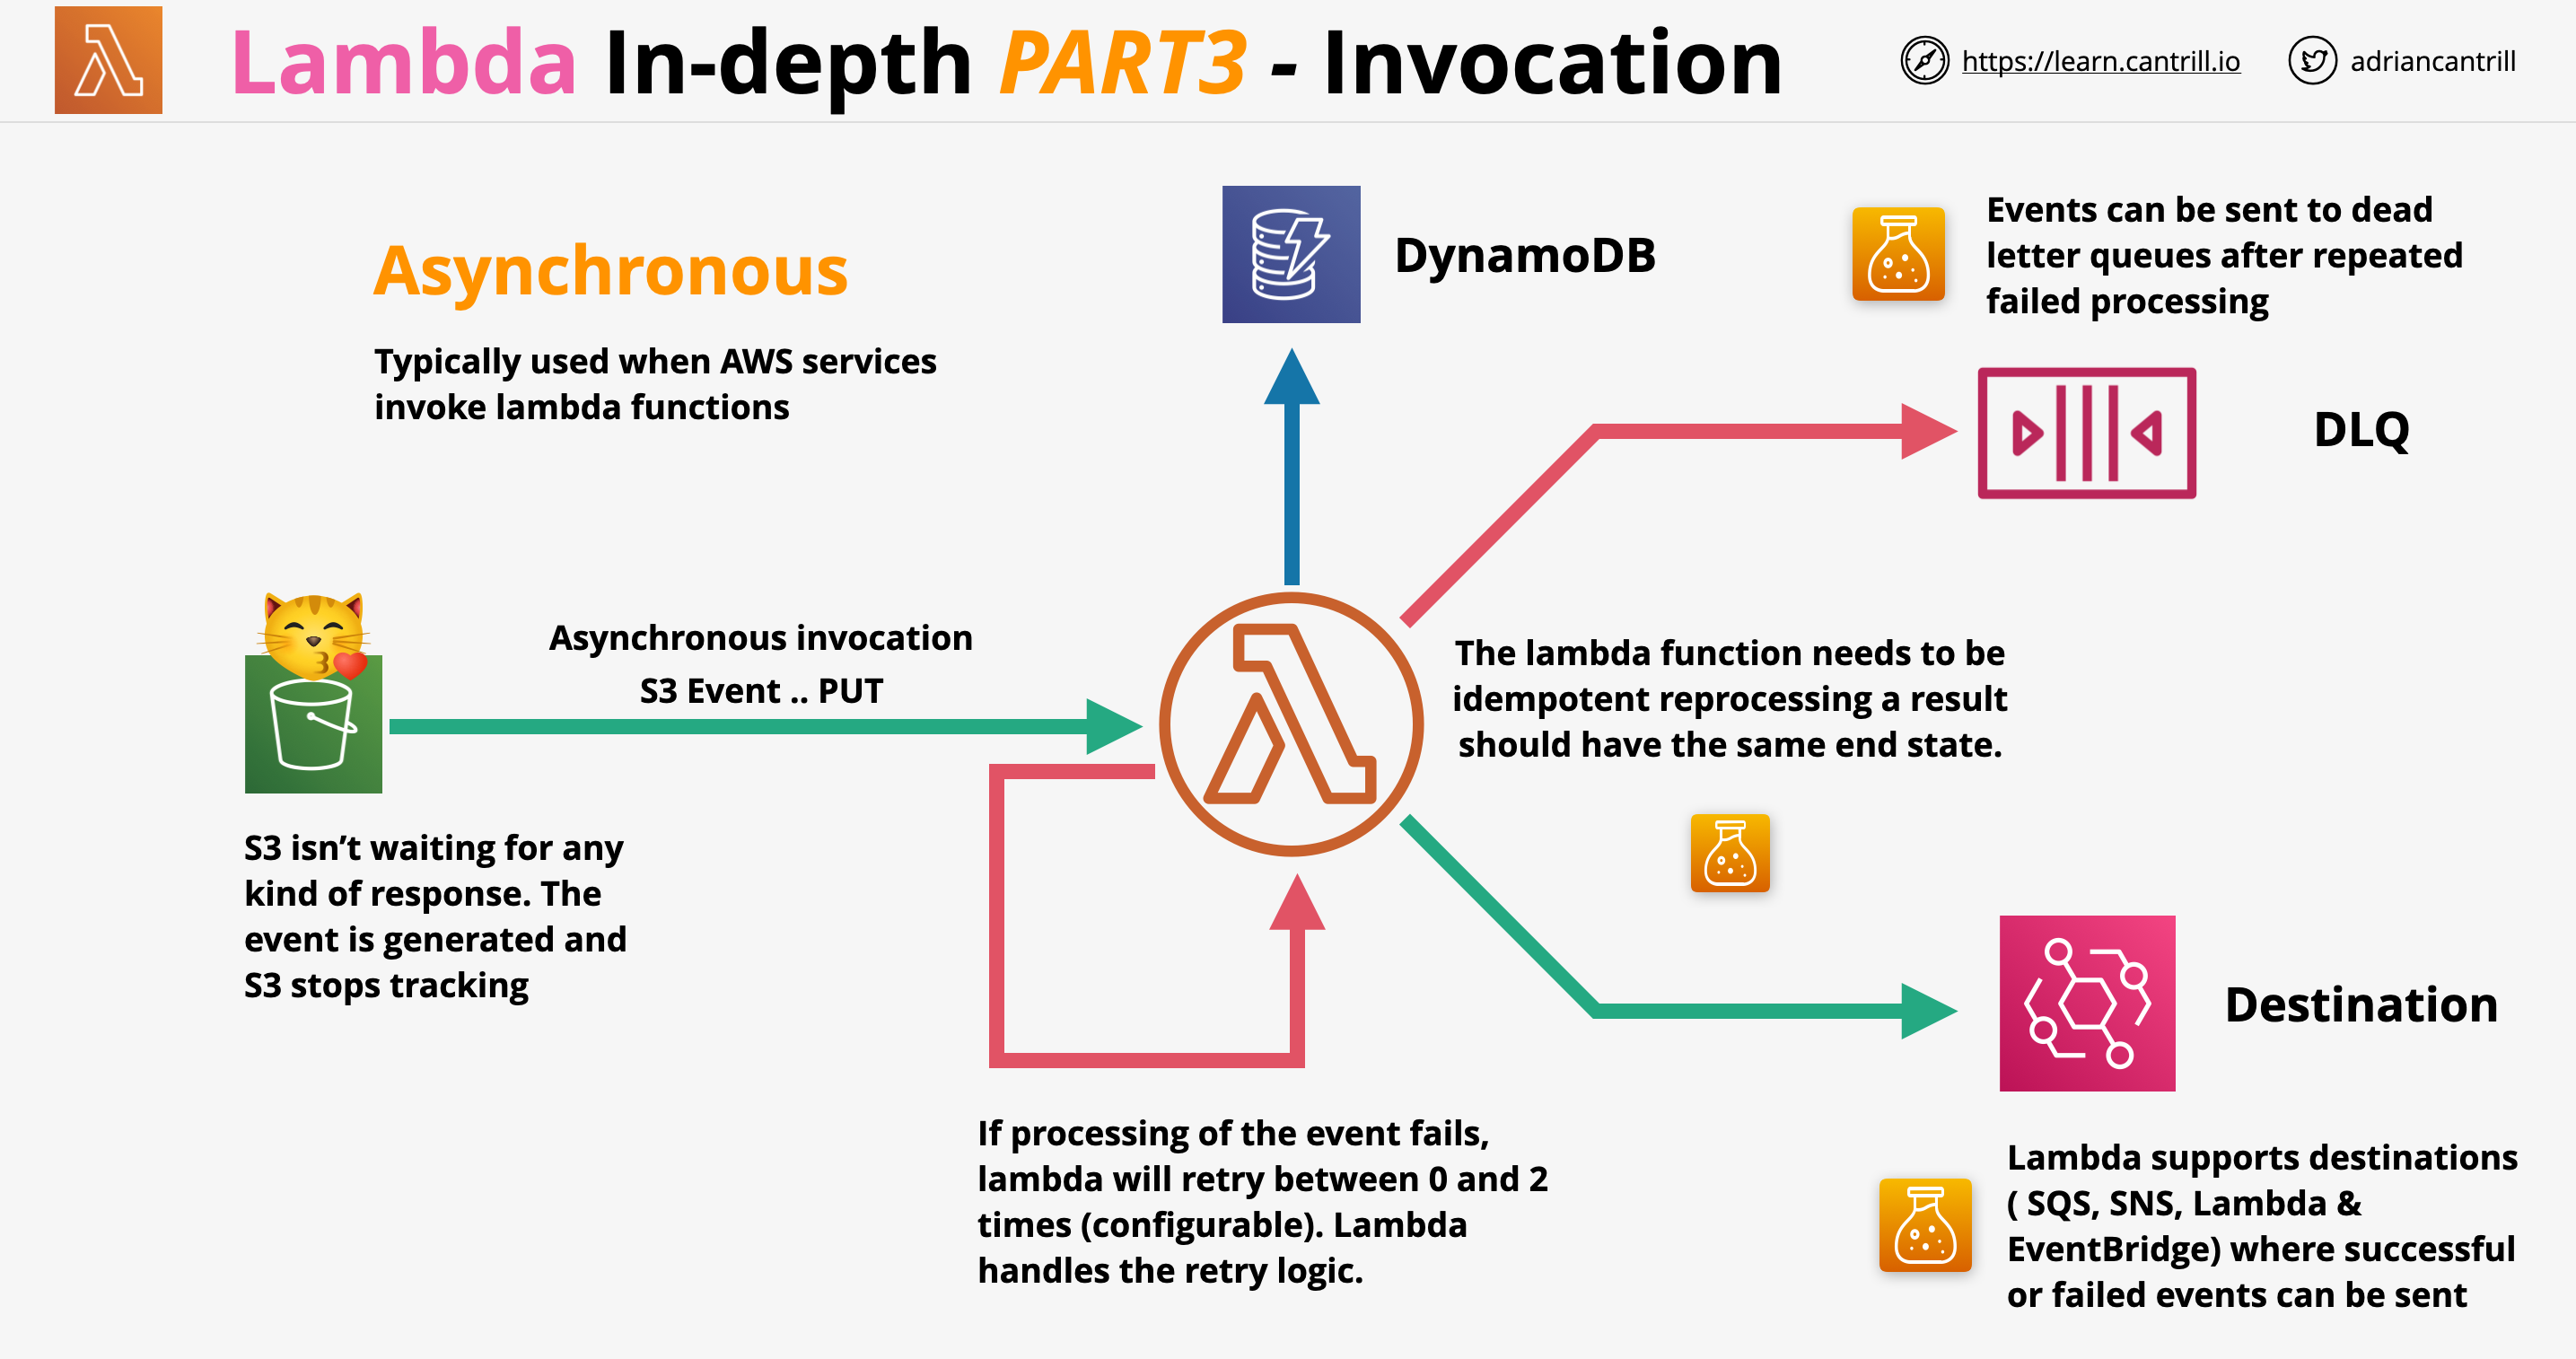 Lambda In-depth PART3 - Invocation
https://learn.cantrill.io
adriancantrill
Asynchronous
Typically used when AWS services
invoke lambda functions
DynamoDB
Events can be sent to dead
letter queues after repeated
failed processing
DLQ
Asynchronous invocation
S3 Event .. PUT
The lambda function needs to be
idempotent reprocessing a result
should have the same end state.
S3 isn’t waiting for any
kind of response. The
event is generated and
S3 stops tracking
Destination
If processing of the event fails,
lambda will retry between 0 and 2
times (configurable). Lambda
handles the retry logic.
Lambda supports destinations
( SQS, SNS, Lambda &
EventBridge) where successful
or failed events can be sent